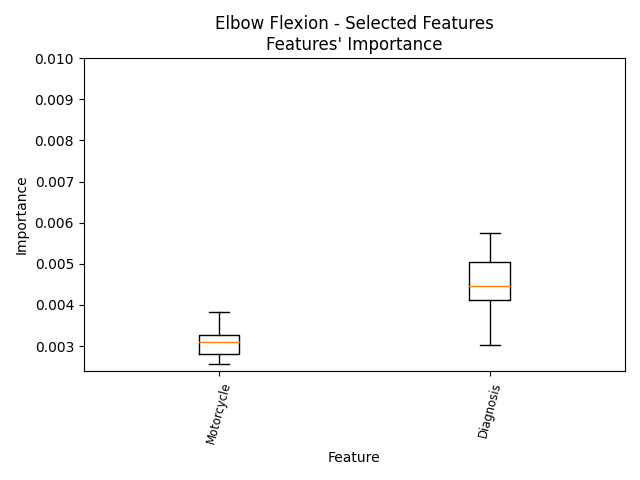 Elbow Flexion - Selected Features
Features' Importance
0.010
0.009
0.008
0.007
0.006
0.005
0.004
0.003
Importance
Motorcycle
Diagnosis
Feature